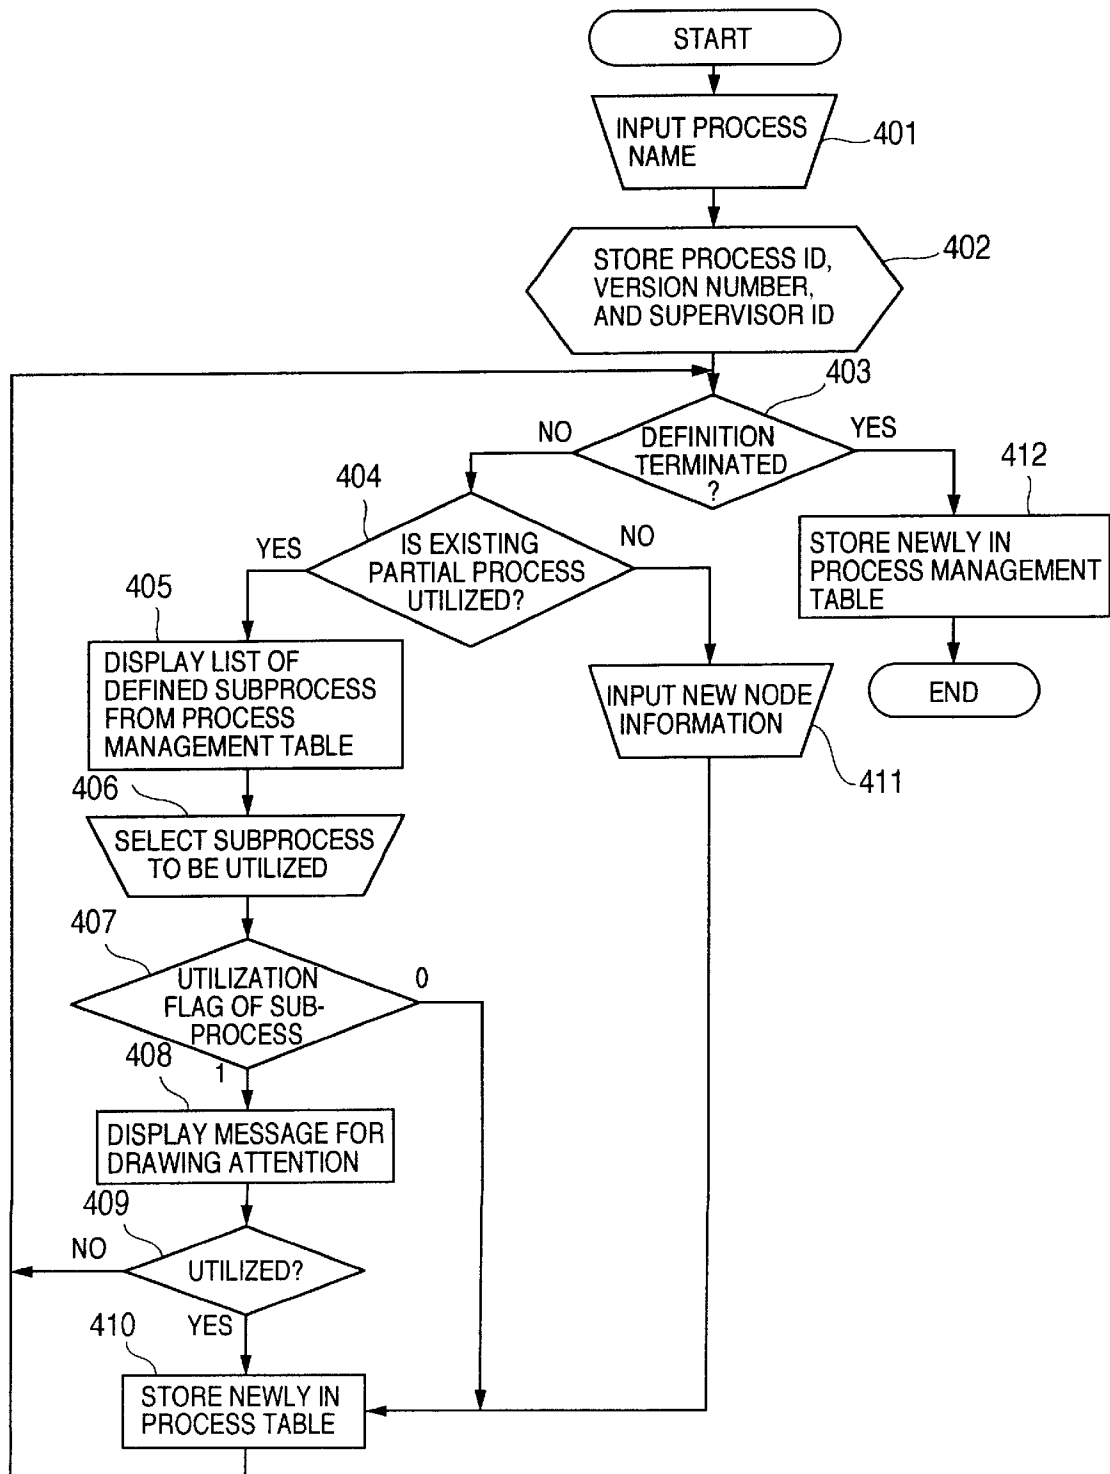 START
INPUT PROCESS
NAME
401
STORE PROCESS ID,
VERSION NUMBER,
AND SUPERVISOR ID
402
403
DEFINITION
TERMINATED
?
NO
YES
404
IS EXISTING
PARTIAL PROCESS
UTILIZED?
YES
NO
412
STORE NEWLY IN
PROCESS MANAGEMENT
TABLE
END
405
DISPLAY LIST OF
DEFINED SUBPROCESS
FROM PROCESS
MANAGEMENT TABLE
INPUT NEW NODE
INFORMATION
411
406
SELECT SUBPROCESS
TO BE UTILIZED
407
UTILIZATION
FLAG OF SUB-
PROCESS
0
1
408
DISPLAY MESSAGE FOR
DRAWING ATTENTION
409
UTILIZED?
NO
YES
410
STORE NEWLY IN
PROCESS TABLE